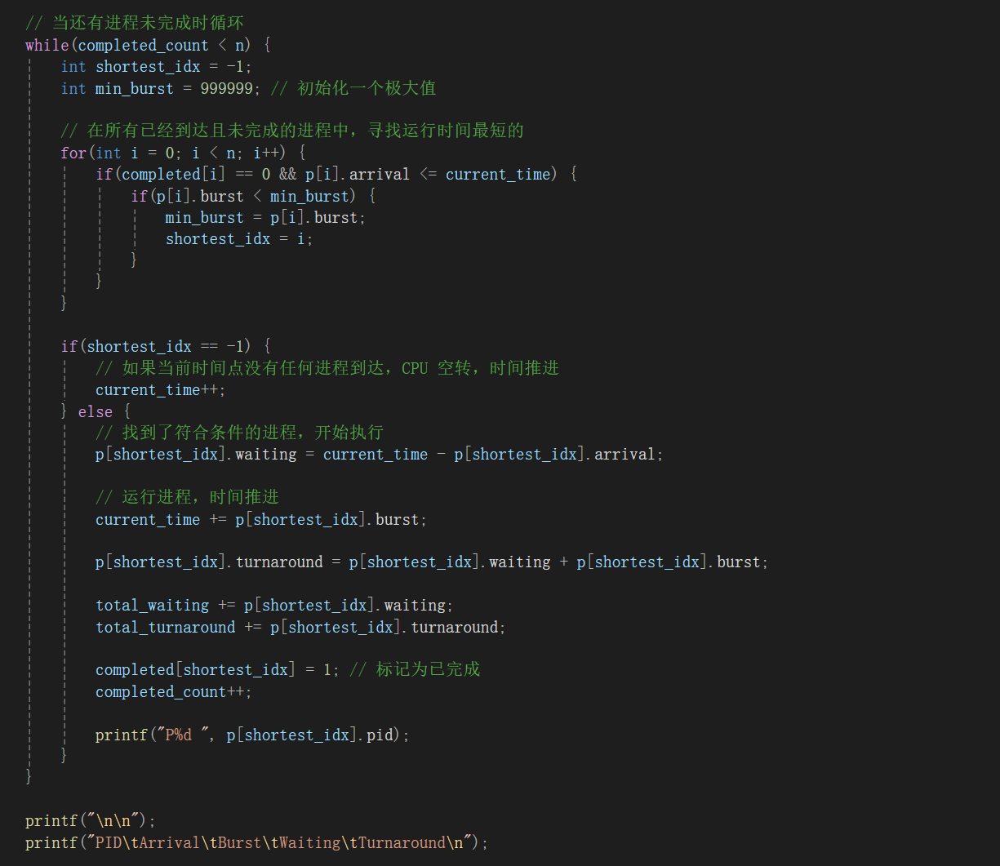 // 当还有进程未完成时循环
while(completed_count < n) {
    int shortest_idx = -1;
    int min_burst = 999999; // 初始化一个极大值
    // 在所有已经到达且未完成的进程中，寻找运行时间最短的
    for(int i = 0; i < n; i++) {
        if(completed[i] == 0 && p[i].arrival <= current_time) {
            if(p[i].burst < min_burst) {
                min_burst = p[i].burst;
                shortest_idx = i;
            }
        }
    }
    if(shortest_idx == -1) {
        // 如果当前时间点没有任何进程到达，CPU 空转，时间推进
        current_time++;
    } else {
        // 找到了符合条件的进程，开始执行
        p[shortest_idx].waiting = current_time - p[shortest_idx].arrival;
        // 运行进程，时间推进
        current_time += p[shortest_idx].burst;
        p[shortest_idx].turnaround = p[shortest_idx].waiting + p[shortest_idx].burst;
        total_waiting += p[shortest_idx].waiting;
        total_turnaround += p[shortest_idx].turnaround;
        completed[shortest_idx] = 1; // 标记为已完成
        completed_count++;
        printf("P%d ", p[shortest_idx].pid);
    }
}
printf("\n\n");
printf("PID\tArrival\tBurst\tWaiting\tTurnaround\n");